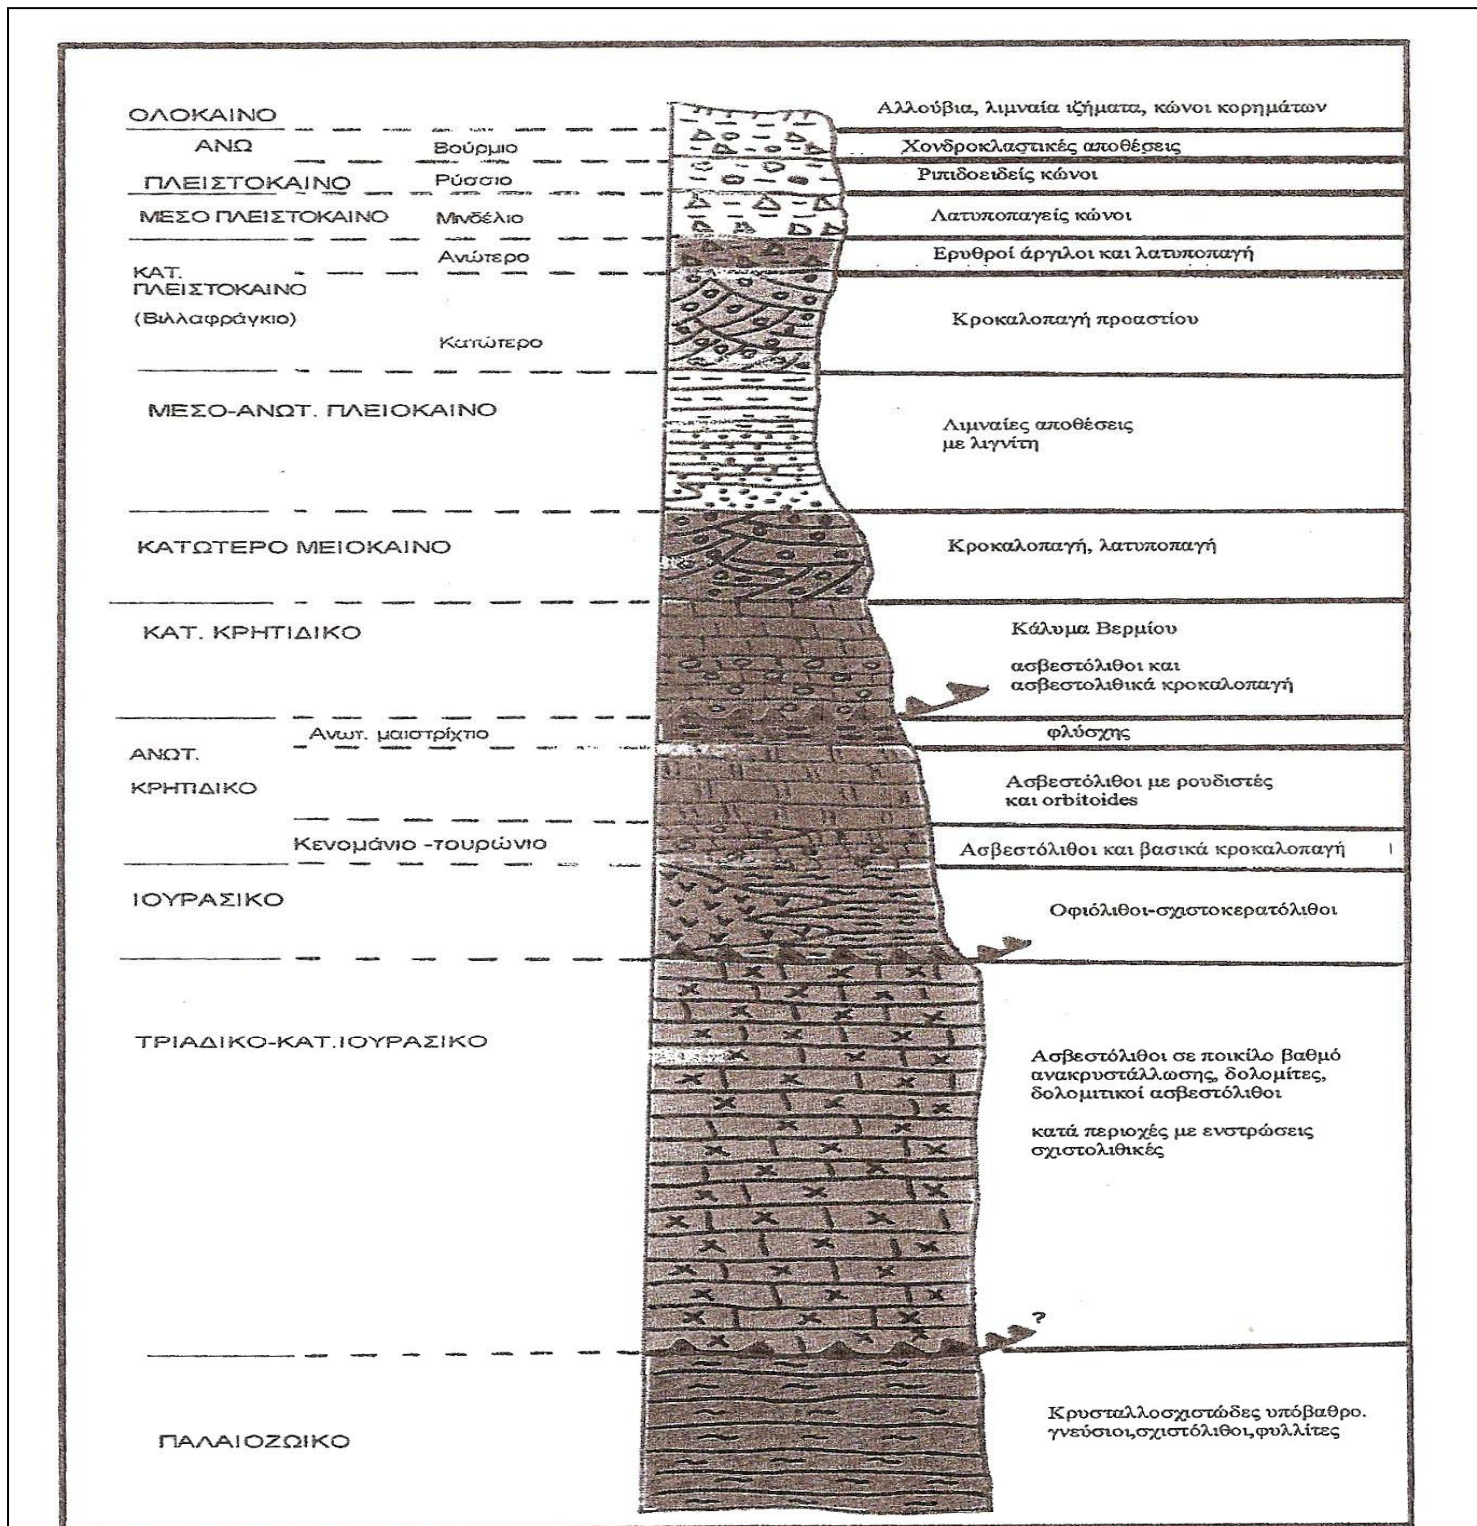 ΟΛΟΚΑΙΝΟ
Αλλούβια, λιμναία ιζήματα, κώνοι κορημάτων
ΑΝΩ
Βούρμιο
Χονδροκλαστικές αποθέσεις
ΠΛΕΙΣΤΟΚΑΙΝΟ
Ρύσσιο
Ριπιδοειδείς κώνοι
ΜΕΣΟ ΠΛΕΙΣΤΟΚΑΙΝΟ
Μινδέλιο
Λατυποπαγείς κώνοι
Ανώτερο
Ερυθροί άργιλοι και λατυποπαγή
ΚΑΤ.
ΠΛΕΙΣΤΟΚΑΙΝΟ
(Βιλλαφράγκιο)
Κατώτερο
Κροκαλοπαγή προαστίου
ΜΕΣΟ-ΑΝΩΤ. ΠΛΕΙΟΚΑΙΝΟ
Λιμναίες αποθέσεις
με λιγνίτη
ΚΑΤΩΤΕΡΟ ΜΕΙΟΚΑΙΝΟ
Κροκαλοπαγή, λατυποπαγή
ΚΑΤ. ΚΡΗΤΙΔΙΚΟ
Κάλυμα Βερμίου
ασβεστόλιθοι και
ασβεστολιθικά κροκαλοπαγή
Ανωτ. μαιστρίχτιο
φλύσχης
ΑΝΩΤ.
ΚΡΗΤΙΔΙΚΟ
Ασβεστόλιθοι με ρουδιστές
και orbitoides
Κενομάνιο -τουρώνιο
Ασβεστόλιθοι και βασικά κροκαλοπαγή
ΙΟΥΡΑΣΙΚΟ
Οφιόλιθοι-σχιστοκερατόλιθοι
ΤΡΙΑΔΙΚΟ-ΚΑΤ.ΙΟΥΡΑΣΙΚΟ
Ασβεστόλιθοι σε ποικίλο βαθμό
ανακρυστάλλωσης, δολομίτες,
δολομιτικοί ασβεστόλιθοι
κατά περιοχές με ενστρώσεις
σχιστολιθικές
?
ΠΑΛΑΙΟΖΩΙΚΟ
Κρυσταλλοσχιστώδες υπόβαθρο.
γνεύσιοι,σχιστόλιθοι,φυλλίτες